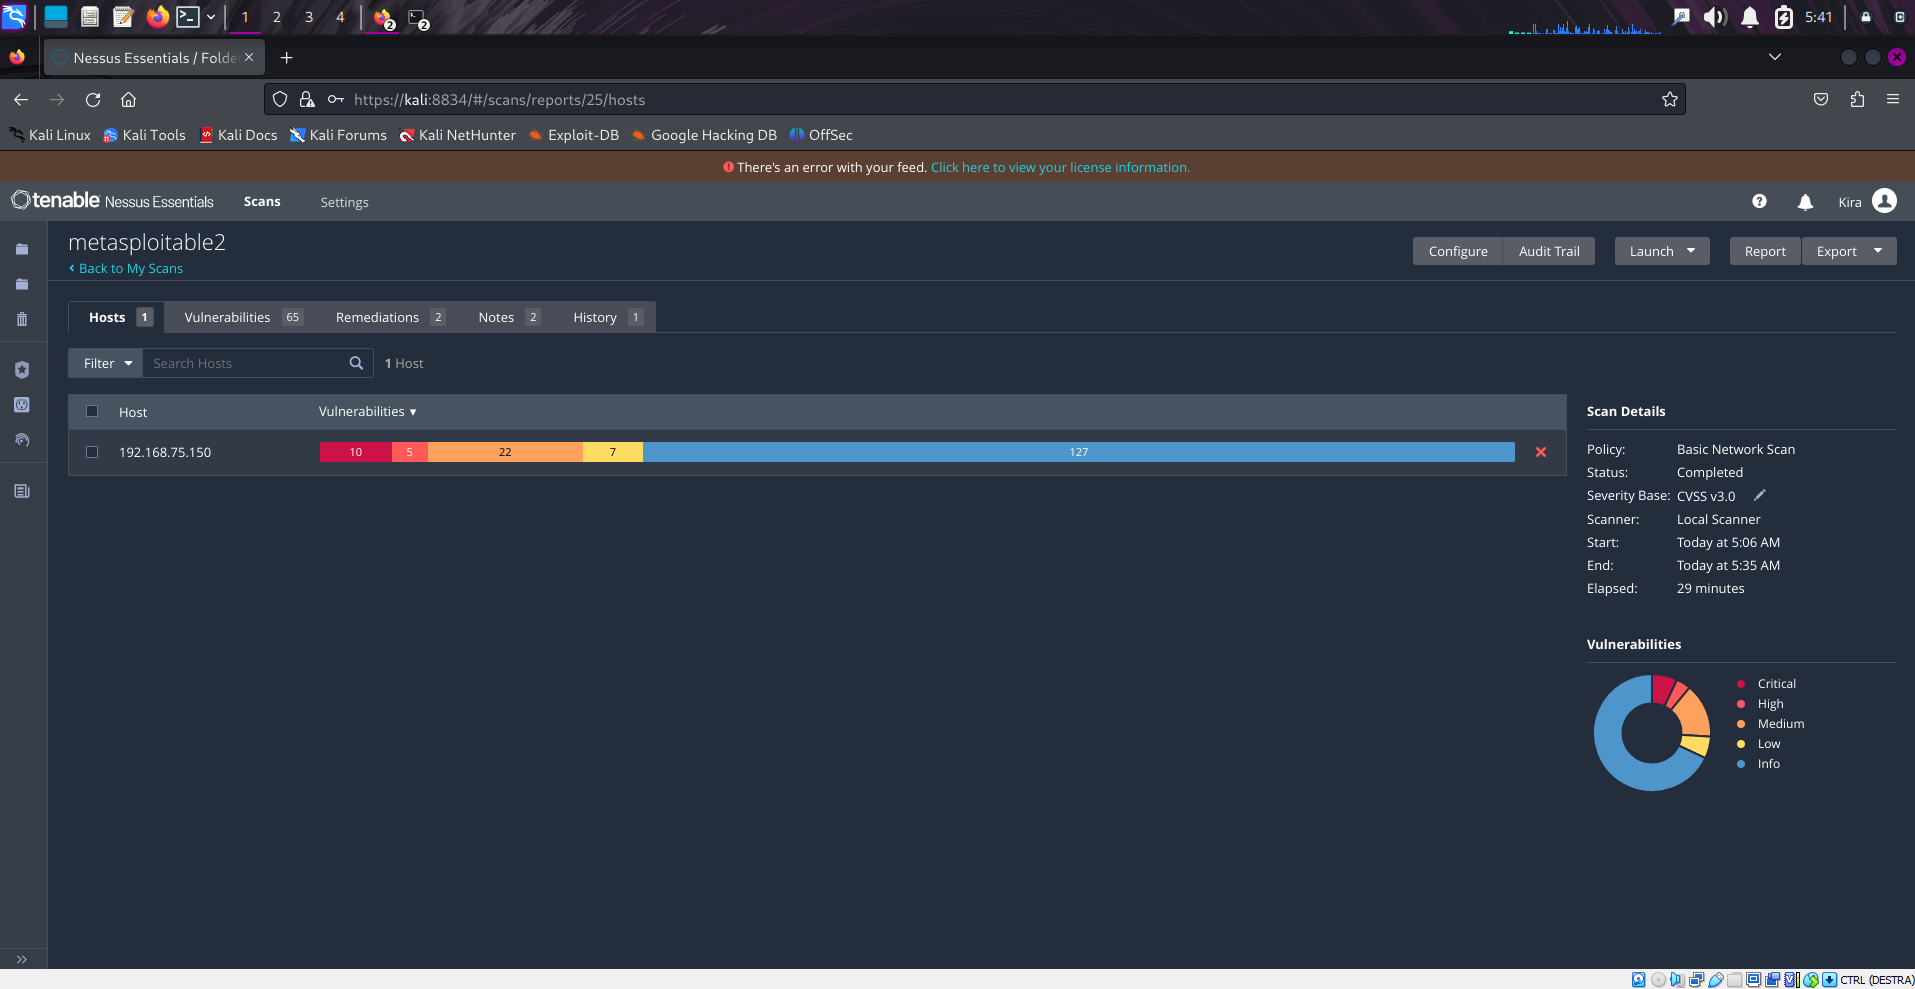 1 2 3 4 2 2 5:41
Nessus Essentials / Folde
https://kali:8834/#/scans/reports/25/hosts
Kali Linux Kali Tools Kali Docs Kali Forums Kali NetHunter Exploit-DB Google Hacking DB OffSec
There's an error with your feed. Click here to view your license information.
tenable Nessus Essentials Scans Settings Kira
metasploitable2
Back to My Scans
Configure Audit Trail Launch Report Export
Hosts 1 Vulnerabilities 65 Remediations 2 Notes 2 History 1
Filter Search Hosts 1 Host
Host Vulnerabilities
192.168.75.150 10 5 22 7 127
Scan Details
Policy: Basic Network Scan
Status: Completed
Severity Base: CVSS v3.0
Scanner: Local Scanner
Start: Today at 5:06 AM
End: Today at 5:35 AM
Elapsed: 29 minutes
Vulnerabilities
Critical
High
Medium
Low
Info
CTRL (DESTRA)